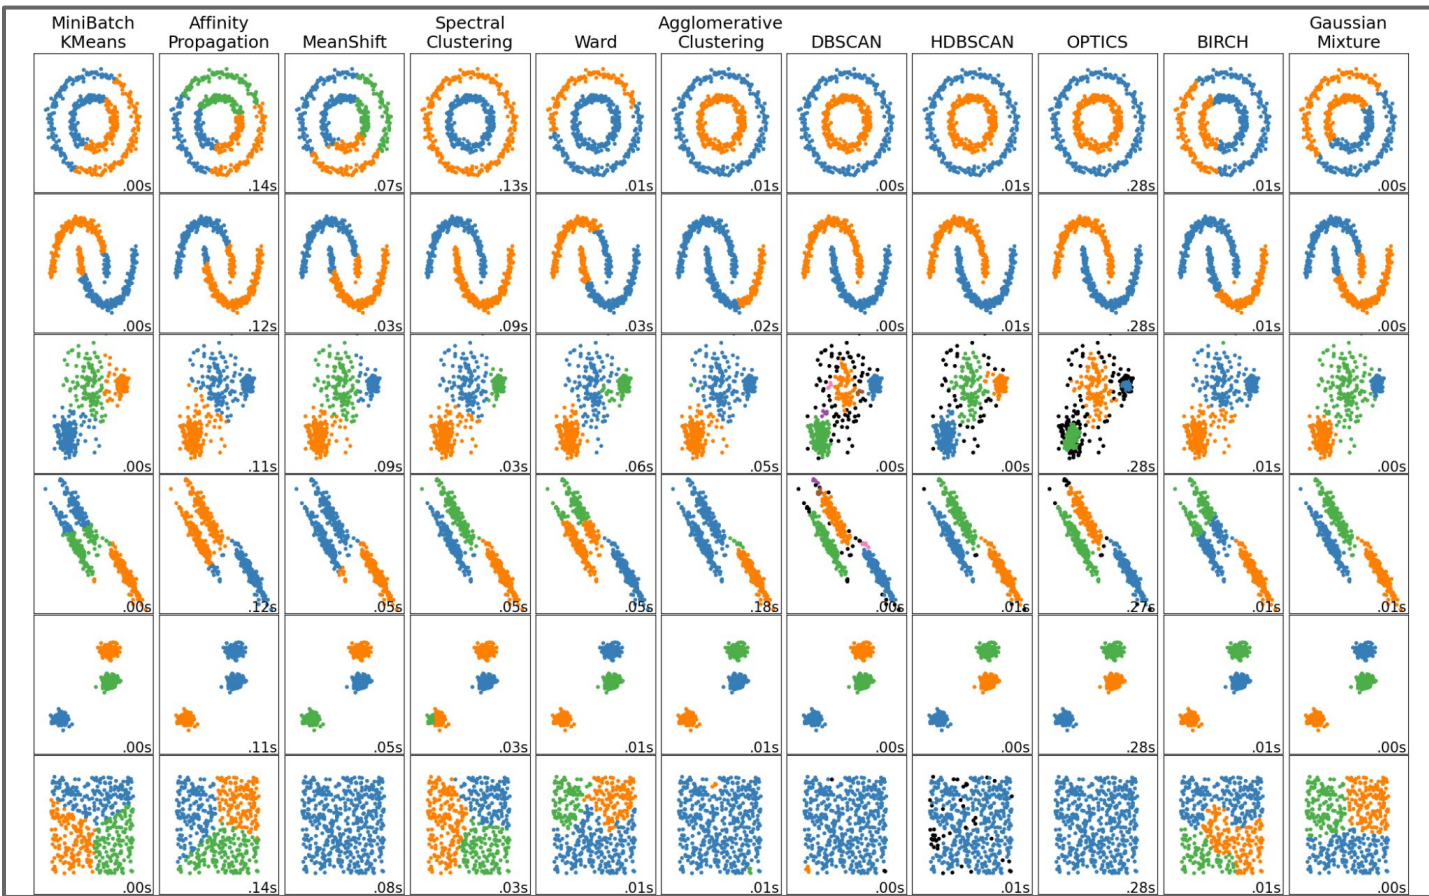 MiniBatch
KMeans
Affinity
Propagation
MeanShift
Spectral
Clustering
Ward
Agglomerative
Clustering
DBSCAN
HDBSCAN
OPTICS
BIRCH
Gaussian
Mixture
.00s
.14s
.07s
.13s
.01s
.01s
.00s
.01s
.28s
.01s
.00s
.00s
.12s
.03s
.09s
.03s
.02s
.00s
.01s
.28s
.01s
.00s
.00s
.11s
.09s
.03s
.06s
.05s
.00s
.00s
.28s
.01s
.00s
.00s
.12s
.05s
.05s
.05s
.18s
.00s
.01s
.27s
.01s
.01s
.00s
.11s
.05s
.03s
.01s
.01s
.00s
.00s
.28s
.01s
.00s
.00s
.14s
.08s
.03s
.01s
.01s
.00s
.01s
.28s
.01s
.00s